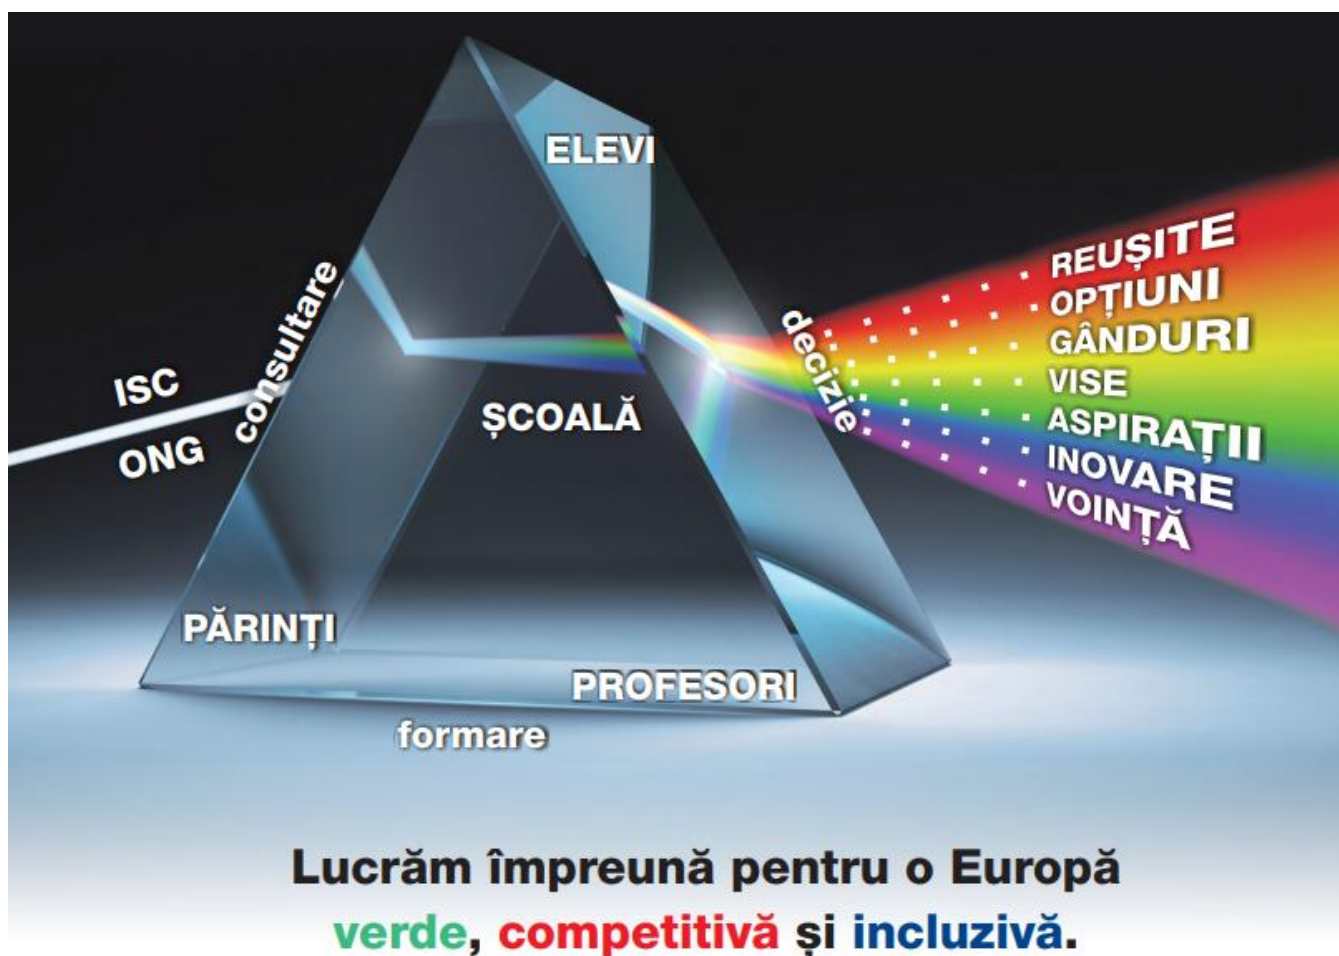 ELEVI
REUȘITE
OPȚIUNI
GÂNDURI
VISE
ASPIRAȚII
INOVARE
VOINȚĂ
consultare
decizie
ISC
ONG
ȘCOALĂ
PĂRINȚI
PROFESORI
formare
Lucrăm împreună pentru o Europă
verde, competitivă și incluzivă.